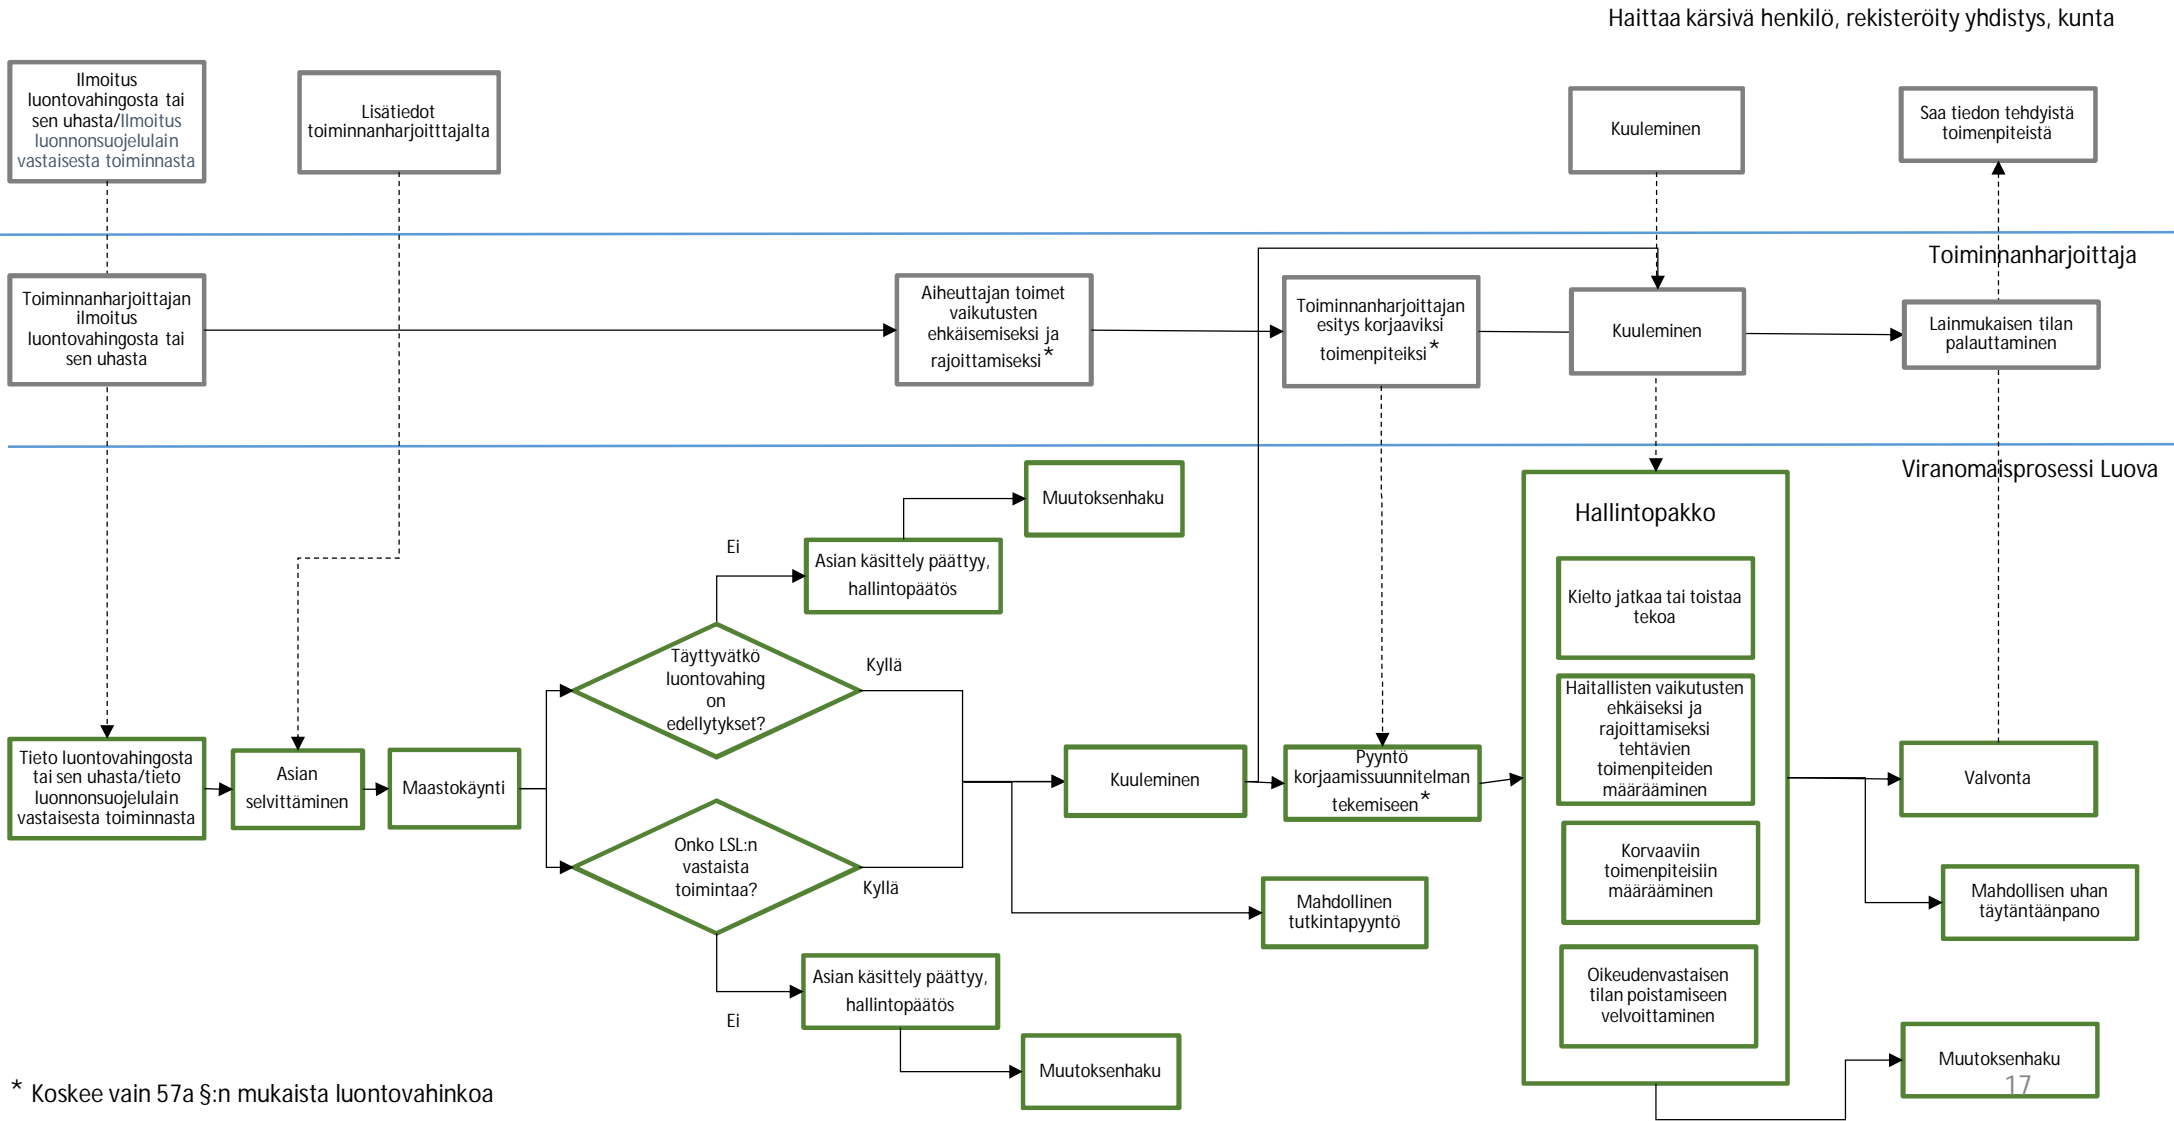 Haittaa kärsivä henkilö, rekisteröity yhdistys, kunta
Ilmoitus
luontovahingosta tai
sen uhasta/Ilmoitus
luonnonsuojelulain
vastaisesta toiminnasta
Lisätiedot
toiminnanharjoitttajalta
Kuuleminen
Saa tiedon tehdyistä
toimenpiteistä
Toiminnanharjoittaja
Toiminnanharjoittajan
ilmoitus
luontovahingosta tai
sen uhasta
Aiheuttajan toimet
vaikutusten
ehkäisemiseksi ja
rajoittamiseksi*
Toiminnanharjoittajan
esitys korjaaviksi
toimenpiteiksi*
Kuuleminen
Lainmukaisen tilan
palauttaminen
Viranomaisprosessi Luova
Tieto luontovahingosta
tai sen uhasta/tieto
luonnonsuojelulain
vastaisesta toiminnasta
Asian
selvittäminen
Maastokäynti
Täyttyvätkö
luontovahing
on
edellytykset?
Ei
Kyllä
Asian käsittely päättyy,
hallintopäätös
Muutoksenhaku
Onko LSL:n
vastaista
toimintaa?
Kyllä
Ei
Asian käsittely päättyy,
hallintopäätös
Muutoksenhaku
Kuuleminen
Mahdollinen
tutkintapyyntö
Pyyntö
korjaamissuunnitelman
tekemiseen*
Hallintopakko
Kielto jatkaa tai toistaa
tekoa
Haitallisten vaikutusten
ehkäiseksi ja
rajoittamiseksi
tehtävien
toimenpiteiden
määrääminen
Korvaaviin
toimenpiteisiin
määrääminen
Oikeudenvastaisen
tilan poistamiseen
velvoittaminen
Valvonta
Mahdollisen uhan
täytäntäänpano
Muutoksenhaku
17
* Koskee vain 57a §:n mukaista luontovahinkoa